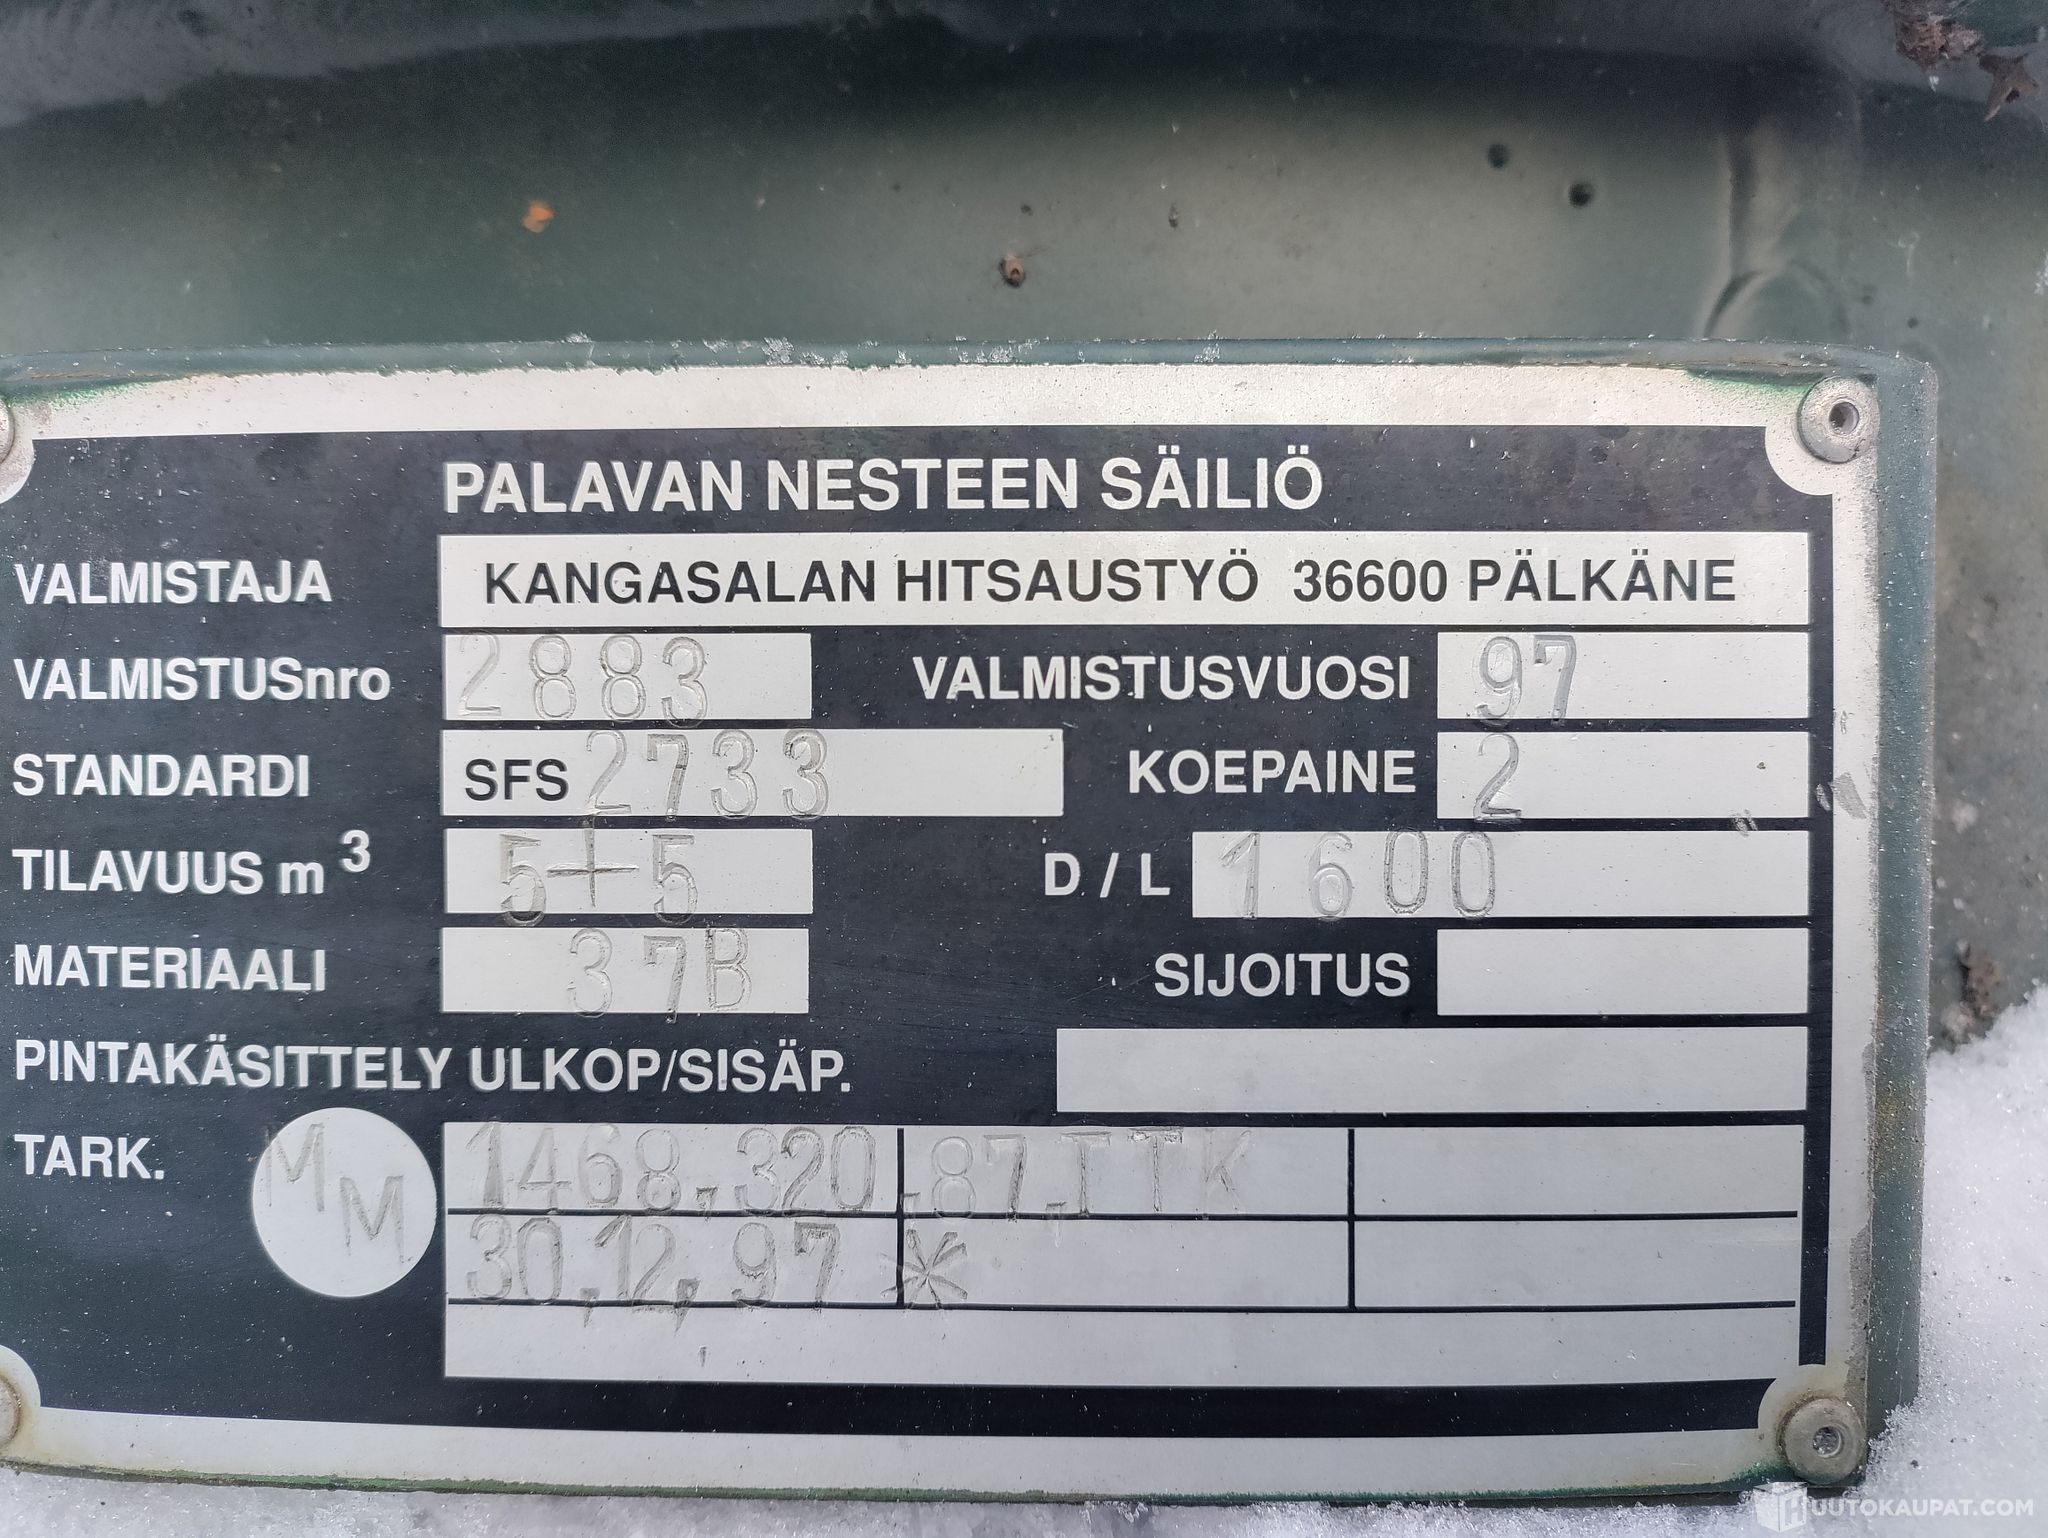 PALAVAN NESTEEN SÄILIÖ
VALMISTAJA KANGASALAN HITSAUSTYÖ 36600 PÄLKÄNE
VALMISTUSnro 2883 VALMISTUSVUOSI 97
STANDARDI SFS 2733 KOEPAINE 2
TILAVUUS m³ 5+5 D / L 1600
MATERIAALI 37B SIJOITUS
PINTAKÄSITTELY ULKOP/SISÄP.
TARK. MM 1468,320,87,TTK
30,12,97 *
HUUTOKAUPAT.COM